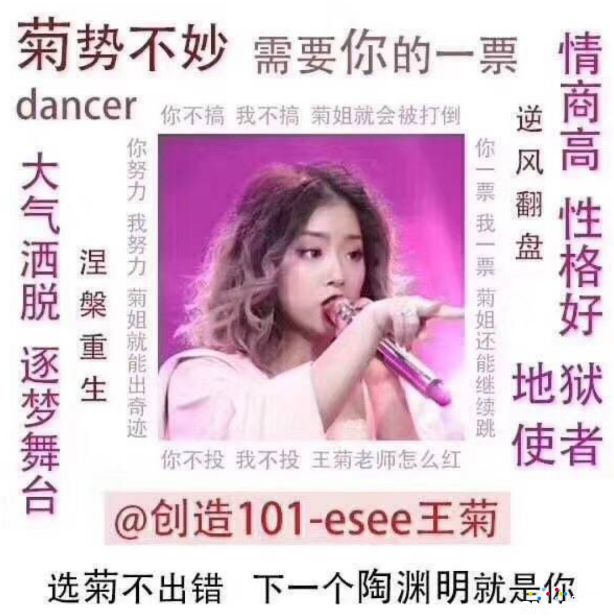 菊势不妙 需要你的一票
dancer
你不搞 我不搞 菊姐就会被打倒
情商高 性格好
逆风翻盘
大气洒脱 逐梦舞台
涅槃重生
你努力 我努力 菊姐就能出奇迹
你一票 我一票 菊姐还能继续跳
地狱使者
你不投 我不投 王菊老师怎么红
@创造101-esee王菊
选菊不出错 下一个陶渊明就是你